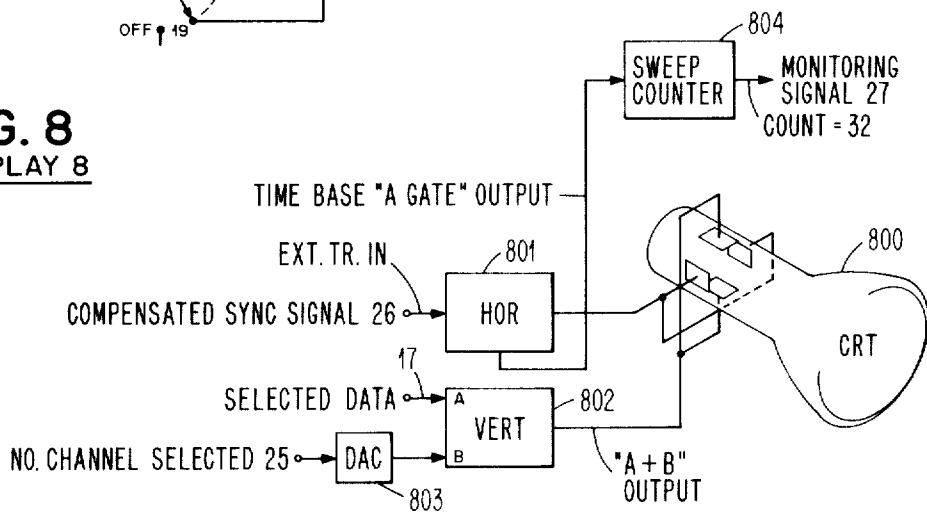 OFF 19
804
SWEEP
COUNTER
MONITORING
SIGNAL 27
COUNT = 32
G. 8
PLAY 8
TIME BASE "A GATE" OUTPUT
EXT. TR. IN
801
800
COMPENSATED SYNC SIGNAL 26
HOR
CRT
17
SELECTED DATA
A
VERT
802
B
NO. CHANNEL SELECTED 25
DAC
803
"A + B"
OUTPUT